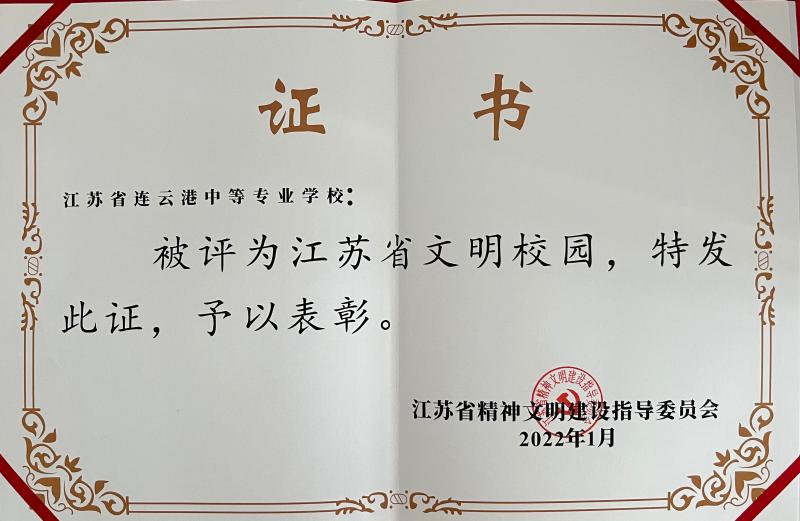 证书
江苏省连云港中等专业学校：
被评为江苏省文明校园，特发
此证，予以表彰。
江苏省精神文明建设指导委员会
2022年1月